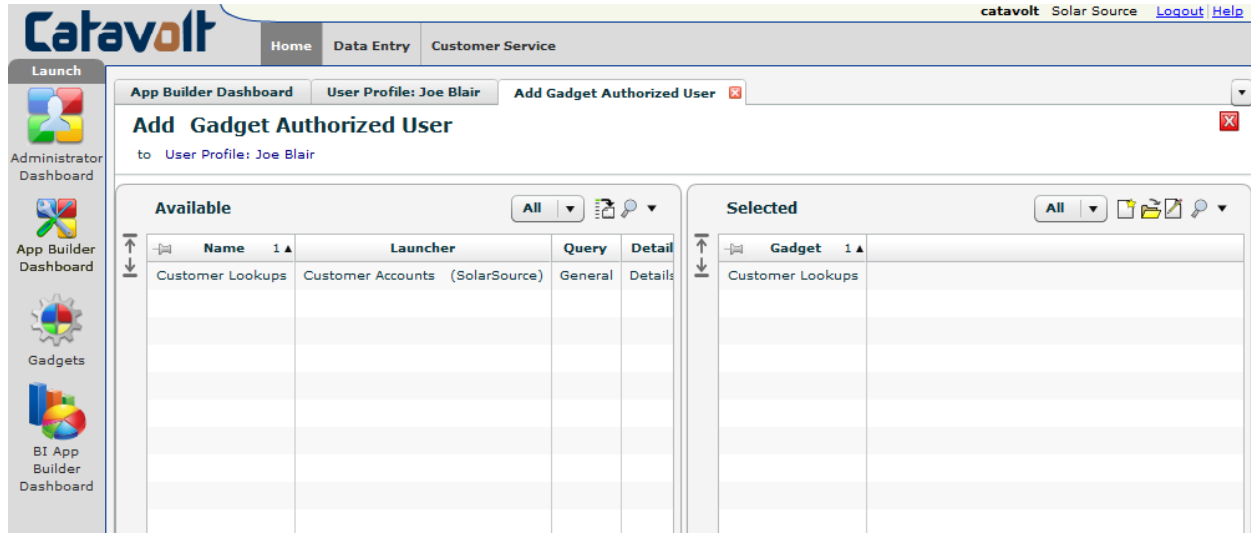 catavolt Solar Source Logout Help
Catavolt
Home Data Entry Customer Service
Launch
Administrator
Dashboard
App Builder
Dashboard
Gadgets
BI App
Builder
Dashboard
App Builder Dashboard User Profile: Joe Blair Add Gadget Authorized User
Add Gadget Authorized User
to User Profile: Joe Blair
Available All
Name 1 Launcher Query Detail
Customer Lookups Customer Accounts (SolarSource) General Details
Selected All
Gadget 1
Customer Lookups